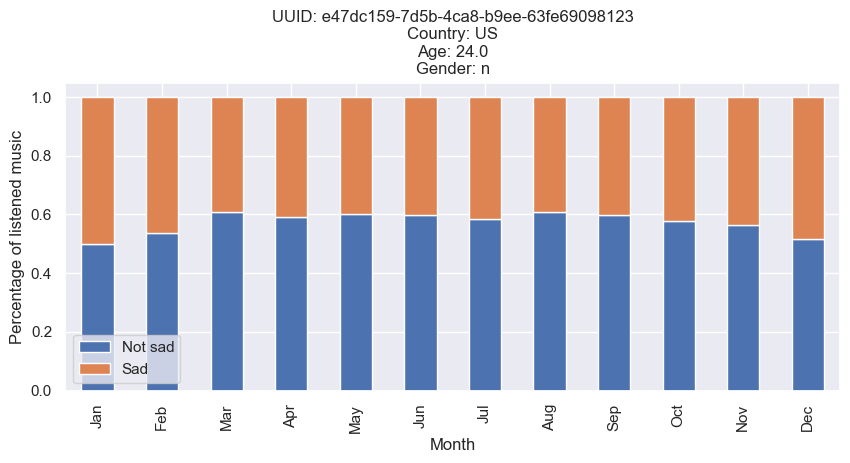 UUID: e47dc159-7d5b-4ca8-b9ee-63fe69098123
Country: US
Age: 24.0
Gender: n
Percentage of listened music
1.0
0.8
0.6
0.4
0.2
0.0
Not sad
Sad
Jan Feb Mar Apr May Jun Jul Aug Sep Oct Nov Dec
Month